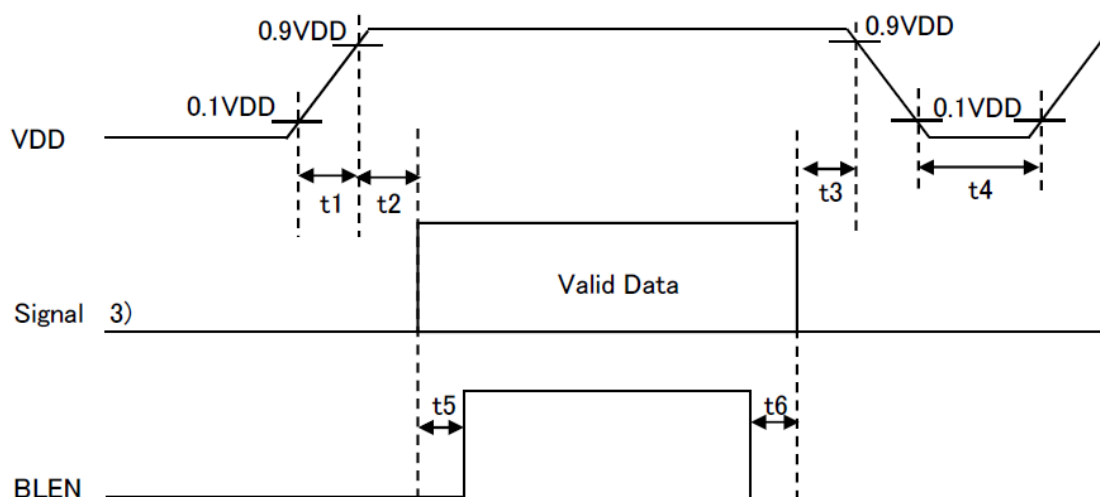 0.9VDD
0.9VDD
0.1VDD
0.1VDD
VDD
t1
t2
t3
t4
Valid Data
Signal 3)
t5
t6
BLEN